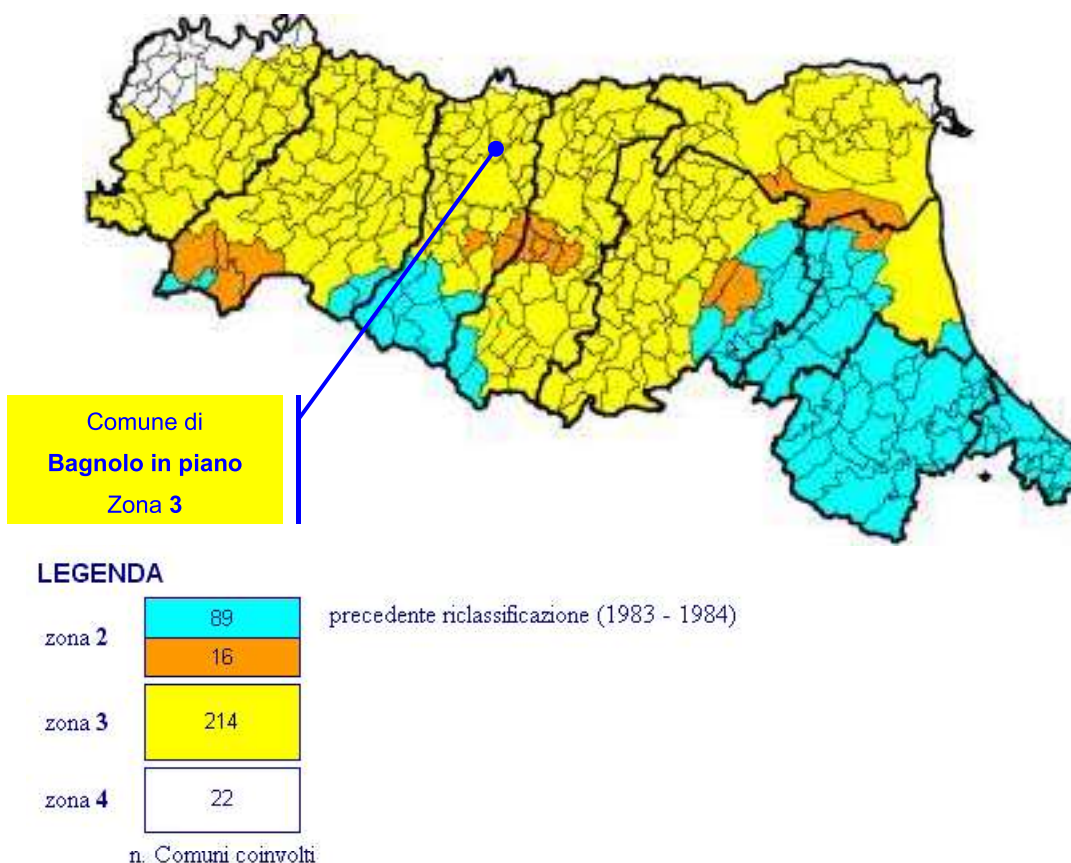 Comune di
Bagnolo in piano
Zona 3
LEGENDA
zona 2
89
precedente riclassificazione (1983 - 1984)
16
zona 3
214
zona 4
22
n. Comuni coinvolti